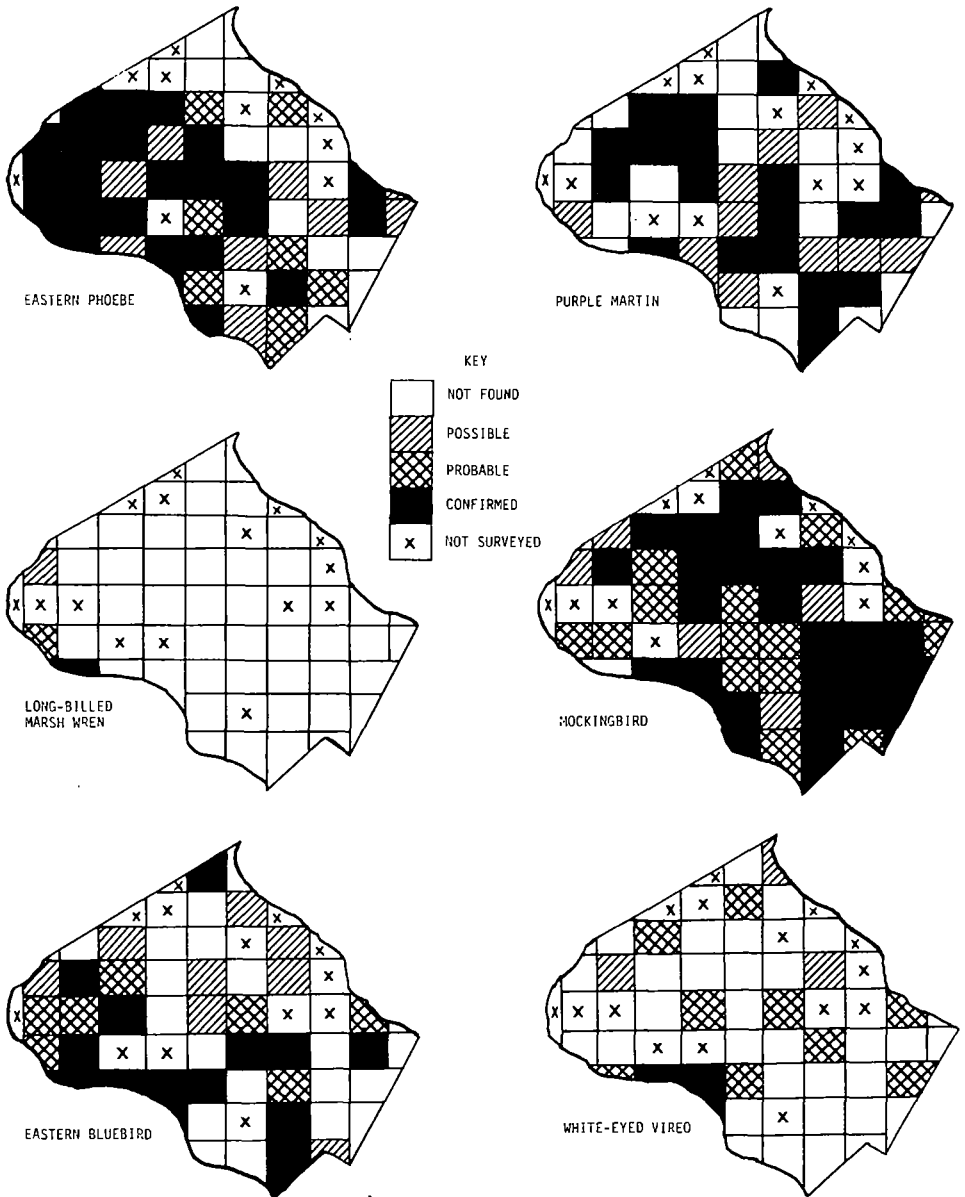 EASTERN PHOEBE
PURPLE MARTIN
KEY
NOT FOUND
POSSIBLE
PROBABLE
CONFIRMED
X NOT SURVEYED
LONG-BILLED
MARSH WREN
MOCKINGBIRD
EASTERN BLUEBIRD
WHITE-EYED VIREO